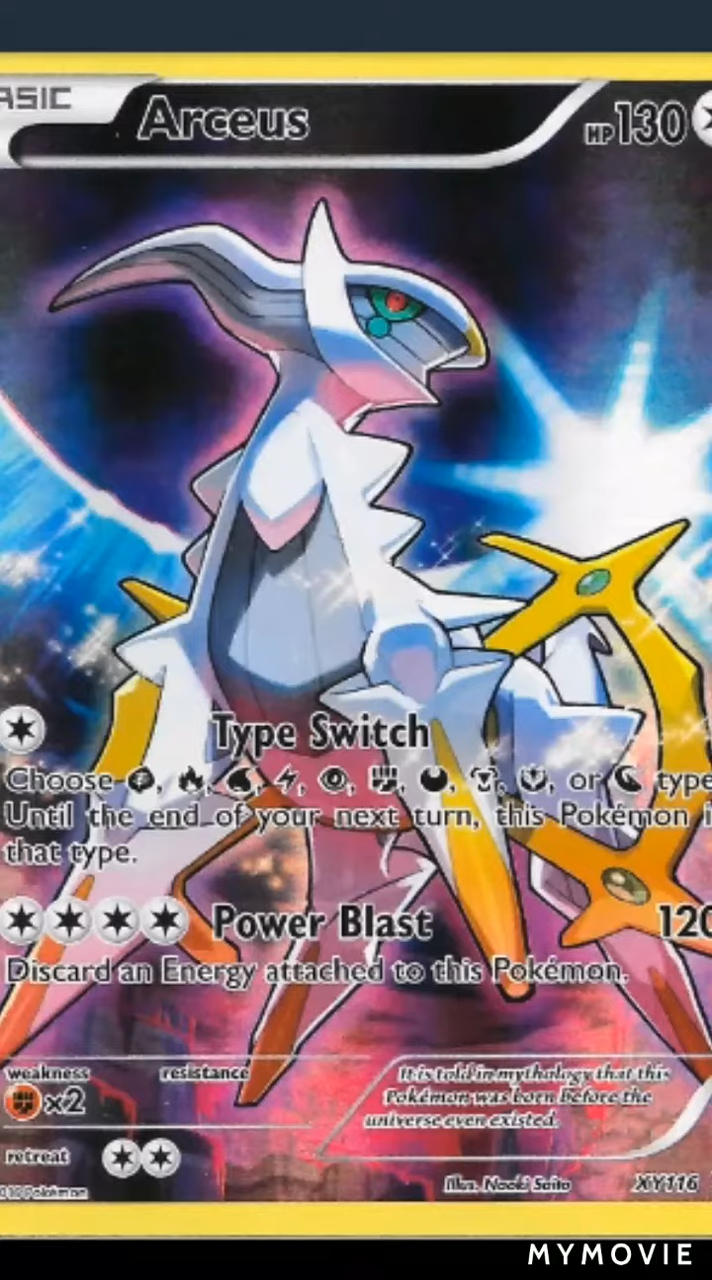 ASIC
Arceus
HP130
Type Switch
Choose , , , , , , , , , or type
Until the end of your next turn, this Pokémon i
that type.
Power Blast 120
Discard an Energy attached to this Pokémon.
weakness resistance
x2
It is told in mythology that this
Pokémon was born before the
universe even existed.
retreat
Pokémon
Illus. Naoki Saito XY116
MYMOVIE